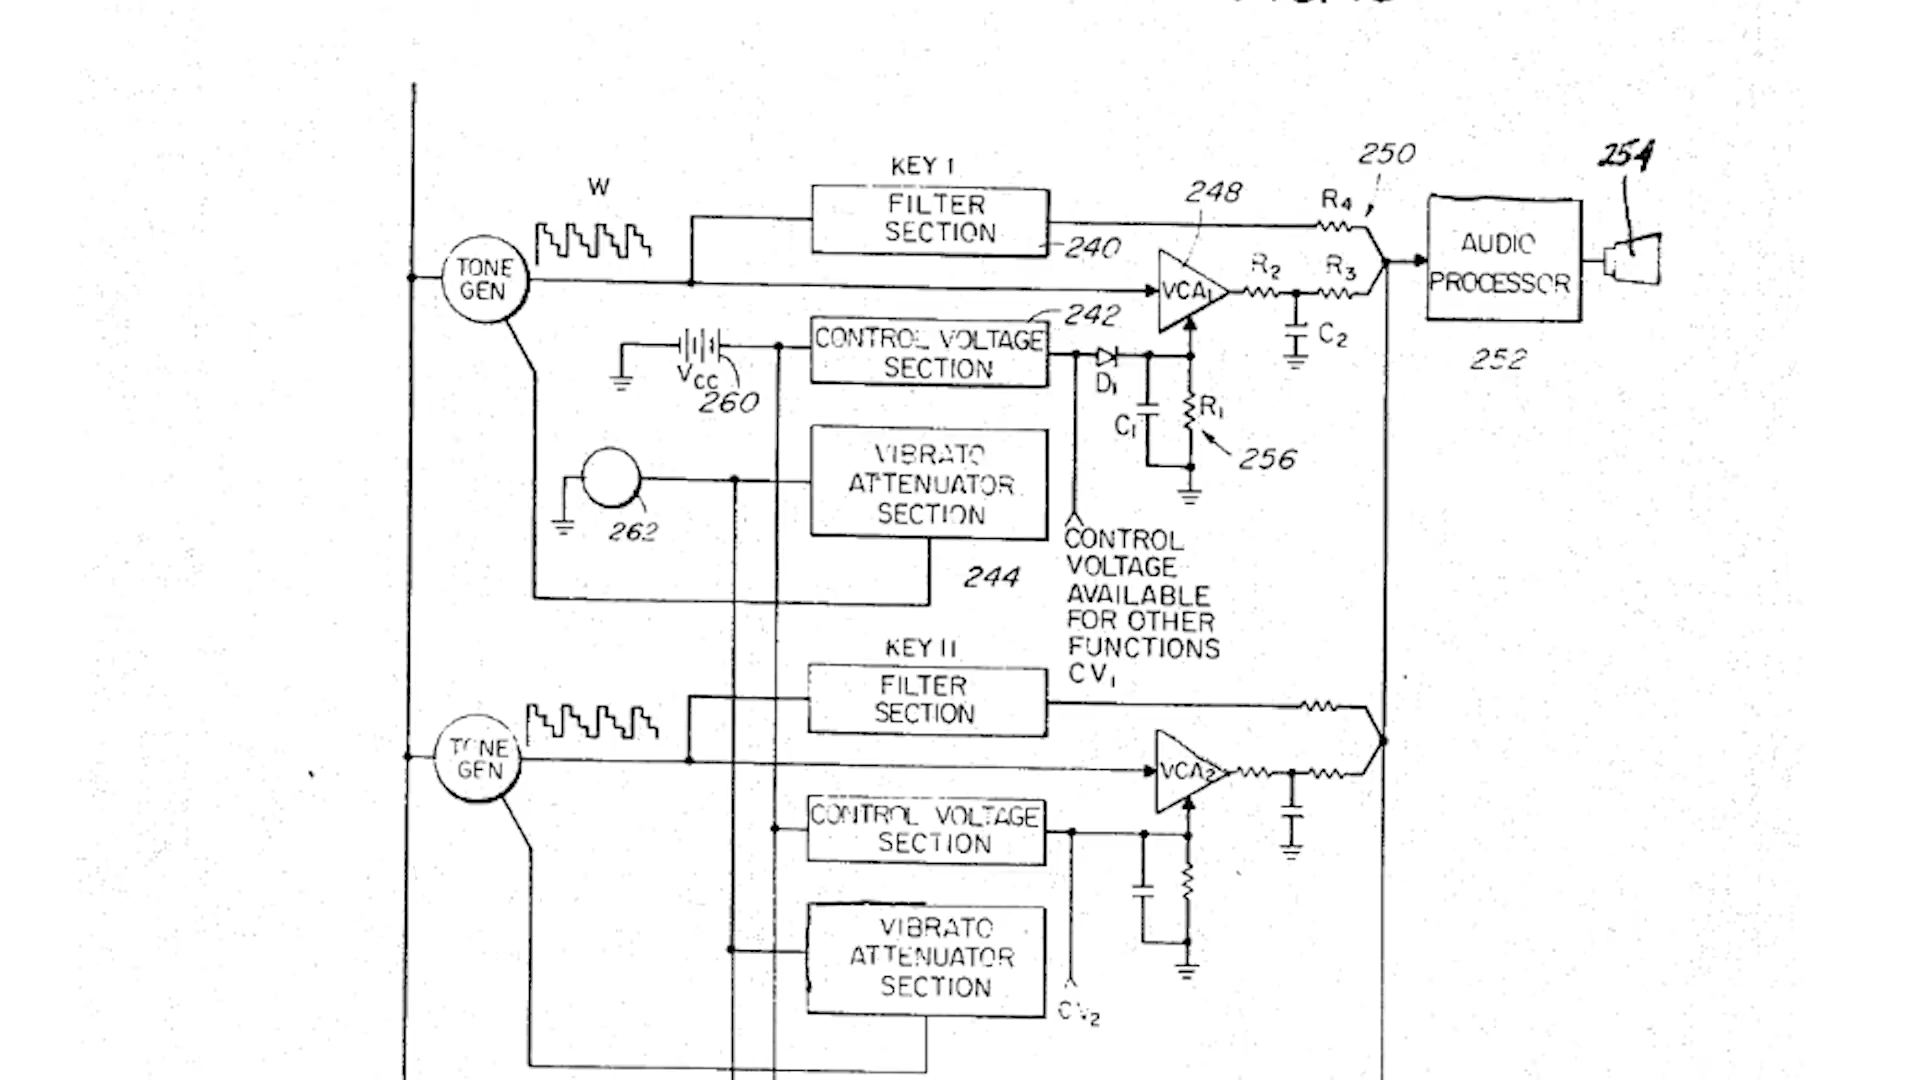 W
TONE
GEN
KEY I
FILTER
SECTION
240
248
250
254
R4
R2
R3
VCA1
C2
AUDIO
PROCESSOR
252
242
CONTROL VOLTAGE
SECTION
VCC
260
D1
C1
R1
256
VIBRATO
ATTENUATOR
SECTION
262
244
CONTROL
VOLTAGE
AVAILABLE
FOR OTHER
FUNCTIONS
CV1
KEY II
FILTER
SECTION
TONE
GEN
VCA2
CONTROL VOLTAGE
SECTION
VIBRATO
ATTENUATOR
SECTION
CV2